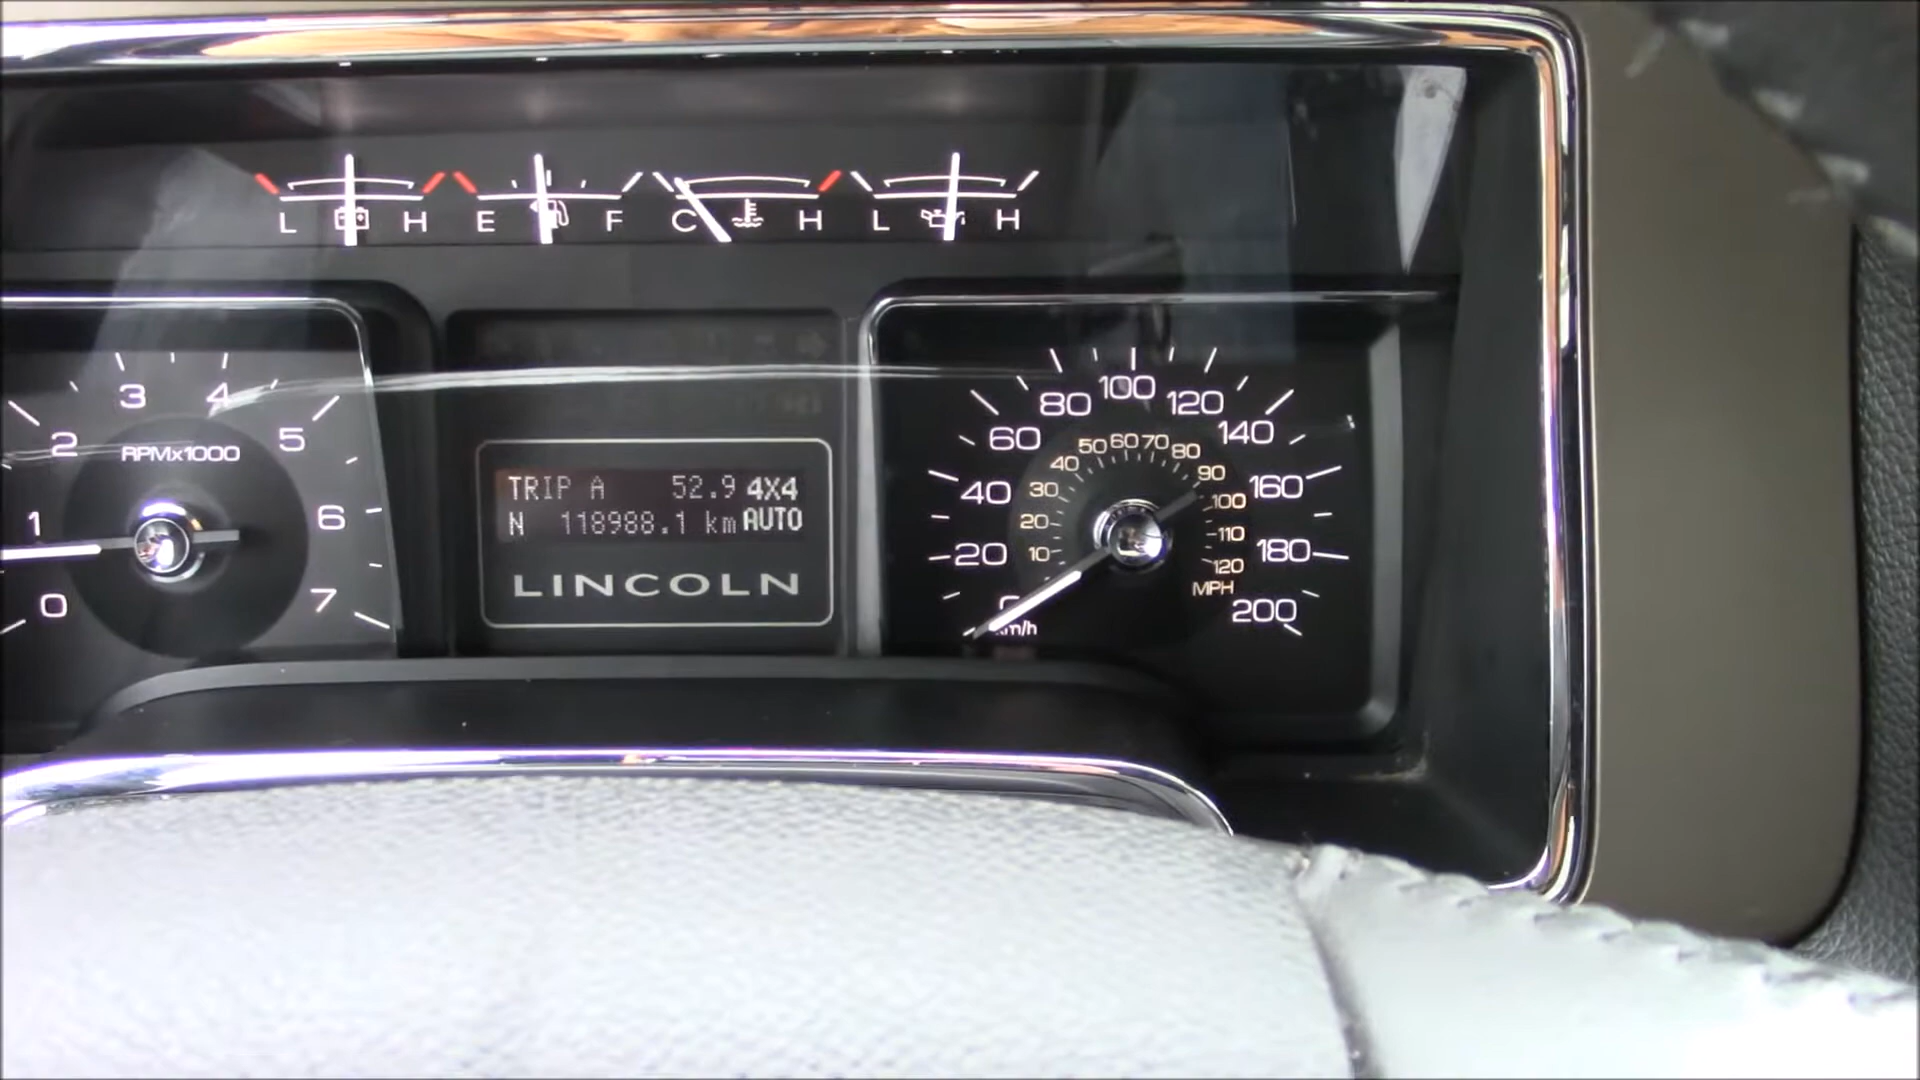 L H E F C H L H
0 1 2 3 4 5 6 7
RPMx1000
TRIP A 52.9 4X4
N 118988.1 km AUTO
LINCOLN
20 40 60 80 100 120 140 160 180 200
km/h
10 20 30 40 50 60 70 80 90 100 110 120
MPH